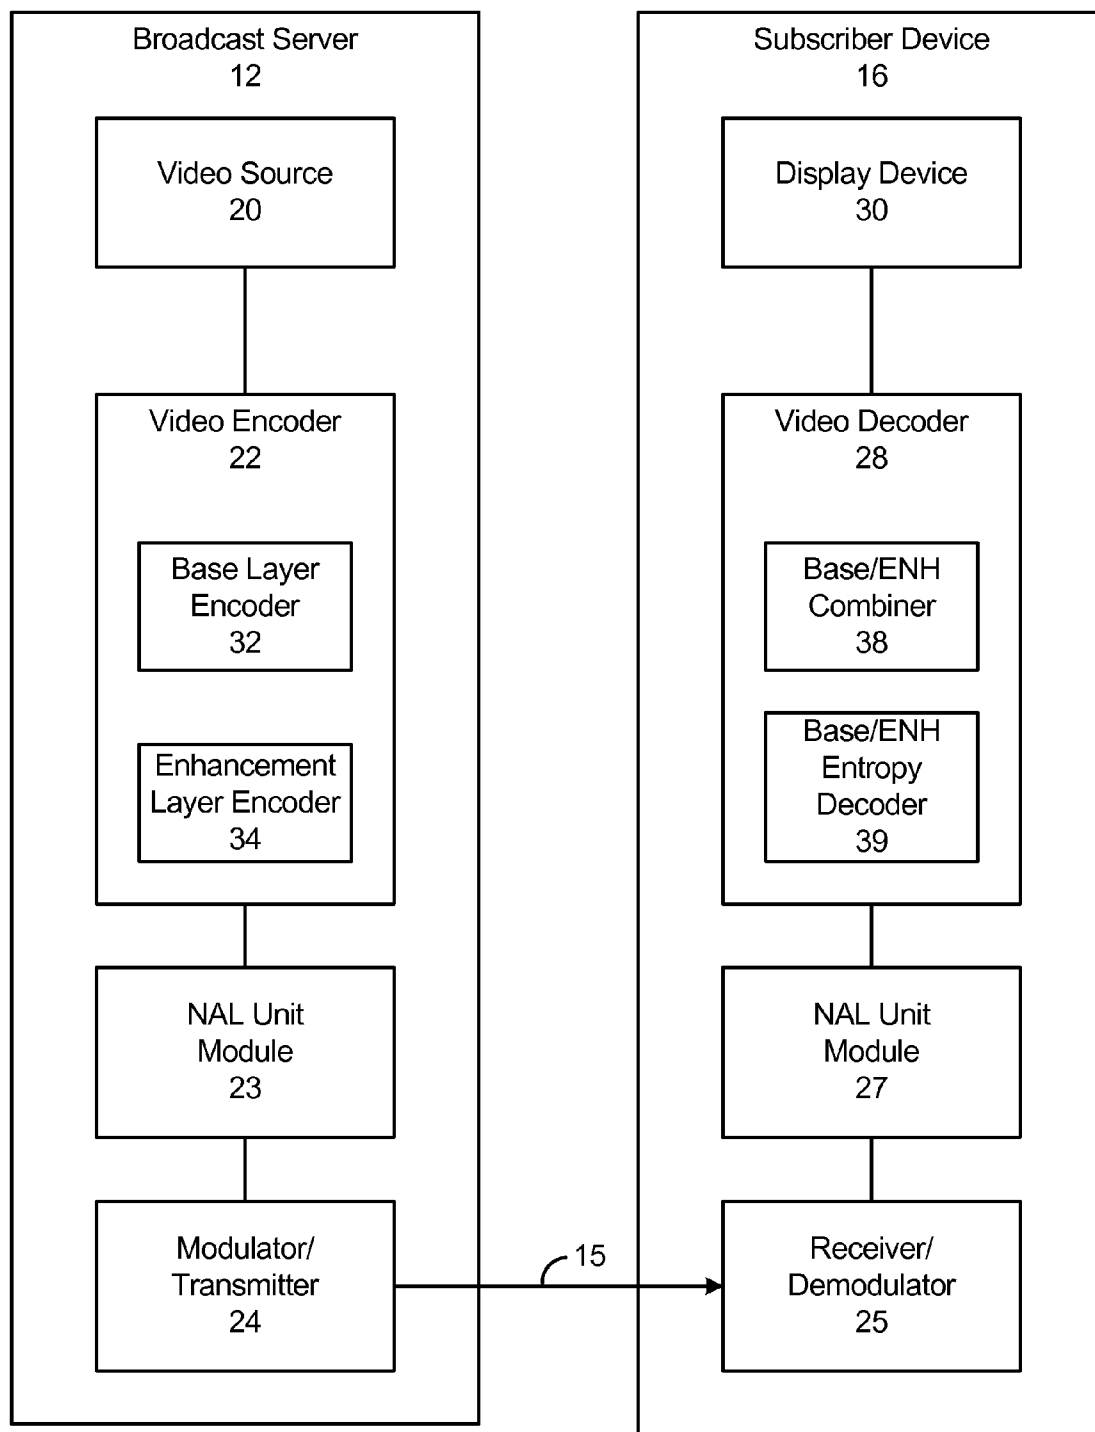 Broadcast Server
12
Video Source
20
Video Encoder
22
Base Layer
Encoder
32
Enhancement
Layer Encoder
34
NAL Unit
Module
23
Modulator/
Transmitter
24
15
Subscriber Device
16
Display Device
30
Video Decoder
28
Base/ENH
Combiner
38
Base/ENH
Entropy
Decoder
39
NAL Unit
Module
27
Receiver/
Demodulator
25